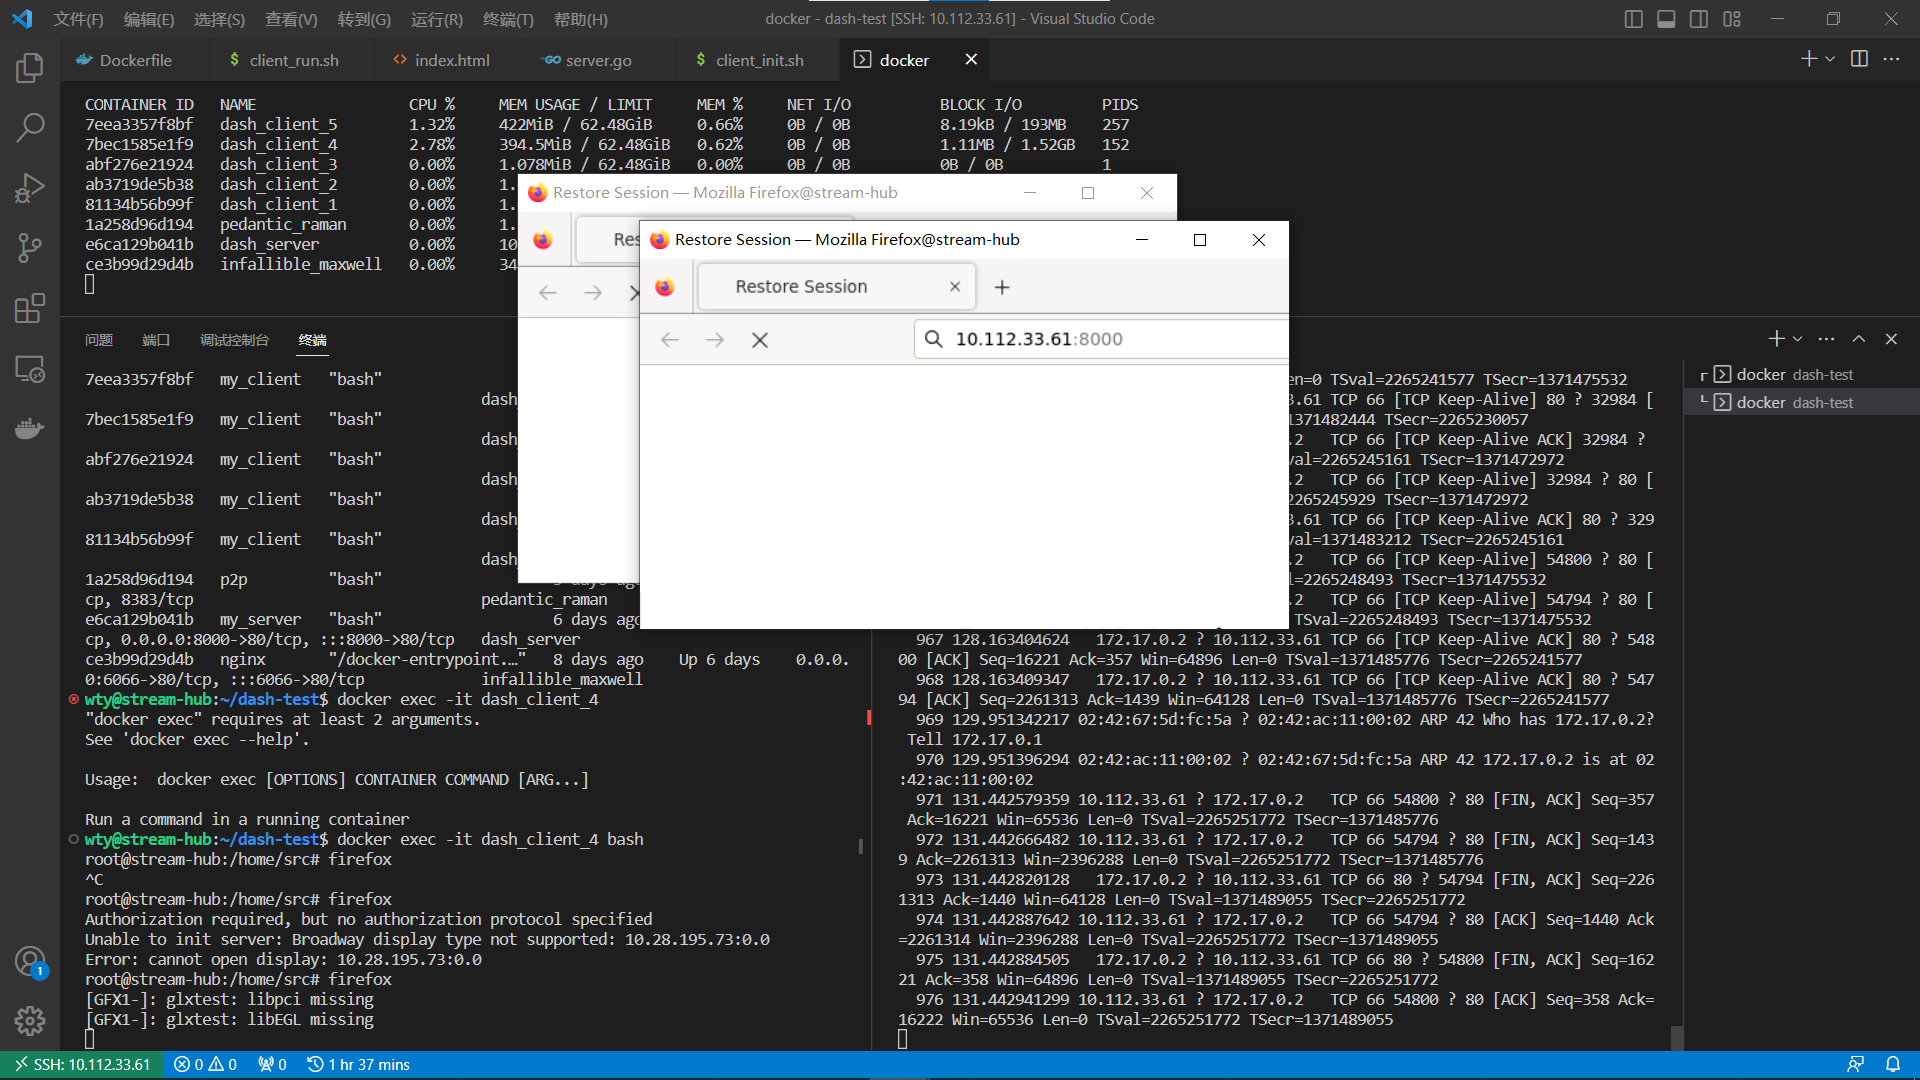 文件(F) 编辑(E) 选择(S) 查看(V) 转到(G) 运行(R) 终端(T) 帮助(H) docker - dash-test [SSH: 10.112.33.61] - Visual Studio Code
Dockerfile $ client_run.sh <> index.html GO server.go $ client_init.sh docker
CONTAINER ID NAME CPU % MEM USAGE / LIMIT MEM % NET I/O BLOCK I/O PIDS
7eea3357f8bf dash_client_5 1.32% 422MiB / 62.48GiB 0.66% 0B / 0B 8.19kB / 193MB 257
7bec1585e1f9 dash_client_4 2.78% 394.5MiB / 62.48GiB 0.62% 0B / 0B 1.11MB / 1.52GB 152
abf276e21924 dash_client_3 0.00% 1.078MiB / 62.48GiB 0.00% 0B / 0B 0B / 0B 1
ab3719de5b38 dash_client_2 0.00% 1.
81134b56b99f dash_client_1 0.00% 1.
1a258d96d194 pedantic_raman 0.00% 1.
e6ca129b041b dash_server 0.00% 10
ce3b99d29d4b infallible_maxwell 0.00% 34
Restore Session — Mozilla Firefox@stream-hub
Res
Restore Session — Mozilla Firefox@stream-hub
Restore Session
10.112.33.61:8000
问题 端口 调试控制台 终端
7eea3357f8bf my_client "bash"
dash_
7bec1585e1f9 my_client "bash"
dash_
abf276e21924 my_client "bash"
dash_
ab3719de5b38 my_client "bash"
dash_
81134b56b99f my_client "bash"
dash_
1a258d96d194 p2p "bash"
cp, 8383/tcp pedantic_raman
e6ca129b041b my_server "bash" 6 days ago
cp, 0.0.0.0:8000->80/tcp, :::8000->80/tcp dash_server
ce3b99d29d4b nginx "/docker-entrypoint.…" 8 days ago Up 6 days 0.0.0.
0:6066->80/tcp, :::6066->80/tcp infallible_maxwell
wty@stream-hub:~/dash-test$ docker exec -it dash_client_4
"docker exec" requires at least 2 arguments.
See 'docker exec --help'.
Usage: docker exec [OPTIONS] CONTAINER COMMAND [ARG...]
Run a command in a running container
wty@stream-hub:~/dash-test$ docker exec -it dash_client_4 bash
root@stream-hub:/home/src# firefox
^C
root@stream-hub:/home/src# firefox
Authorization required, but no authorization protocol specified
Unable to init server: Broadway display type not supported: 10.28.195.73:0.0
Error: cannot open display: 10.28.195.73:0.0
root@stream-hub:/home/src# firefox
[GFX1-]: glxtest: libpci missing
[GFX1-]: glxtest: libEGL missing
en=0 TSval=2265241577 TSecr=1371475532
3.61 TCP 66 [TCP Keep-Alive] 80 ? 32984 [
1371482444 TSecr=2265230057
.2 TCP 66 [TCP Keep-Alive ACK] 32984 ?
val=2265245161 TSecr=1371472972
.2 TCP 66 [TCP Keep-Alive] 32984 ? 80 [
2265245929 TSecr=1371472972
3.61 TCP 66 [TCP Keep-Alive ACK] 80 ? 329
val=1371483212 TSecr=2265245161
.2 TCP 66 [TCP Keep-Alive] 54800 ? 80 [
l=2265248493 TSecr=1371475532
.2 TCP 66 [TCP Keep-Alive] 54794 ? 80 [
TSval=2265248493 TSecr=1371475532
967 128.163404624 172.17.0.2 ? 10.112.33.61 TCP 66 [TCP Keep-Alive ACK] 80 ? 548
00 [ACK] Seq=16221 Ack=357 Win=64896 Len=0 TSval=1371485776 TSecr=2265241577
968 128.163409347 172.17.0.2 ? 10.112.33.61 TCP 66 [TCP Keep-Alive ACK] 80 ? 547
94 [ACK] Seq=2261313 Ack=1439 Win=64128 Len=0 TSval=1371485776 TSecr=2265241577
969 129.951342217 02:42:67:5d:fc:5a ? 02:42:ac:11:00:02 ARP 42 Who has 172.17.0.2?
Tell 172.17.0.1
970 129.951396294 02:42:ac:11:00:02 ? 02:42:67:5d:fc:5a ARP 42 172.17.0.2 is at 02
:42:ac:11:00:02
971 131.442579359 10.112.33.61 ? 172.17.0.2 TCP 66 54800 ? 80 [FIN, ACK] Seq=357
Ack=16221 Win=65536 Len=0 TSval=2265251772 TSecr=1371485776
972 131.442666482 10.112.33.61 ? 172.17.0.2 TCP 66 54794 ? 80 [FIN, ACK] Seq=143
9 Ack=2261313 Win=2396288 Len=0 TSval=2265251772 TSecr=1371485776
973 131.442820128 172.17.0.2 ? 10.112.33.61 TCP 66 80 ? 54794 [FIN, ACK] Seq=226
1313 Ack=1440 Win=64128 Len=0 TSval=1371489055 TSecr=2265251772
974 131.442887642 10.112.33.61 ? 172.17.0.2 TCP 66 54794 ? 80 [ACK] Seq=1440 Ack
=2261314 Win=2396288 Len=0 TSval=2265251772 TSecr=1371489055
975 131.442884505 172.17.0.2 ? 10.112.33.61 TCP 66 80 ? 54800 [FIN, ACK] Seq=162
21 Ack=358 Win=64896 Len=0 TSval=1371489055 TSecr=2265251772
976 131.442941299 10.112.33.61 ? 172.17.0.2 TCP 66 54800 ? 80 [ACK] Seq=358 Ack=
16222 Win=65536 Len=0 TSval=2265251772 TSecr=1371489055
docker dash-test
docker dash-test
1
SSH: 10.112.33.61 0 0 0 1 hr 37 mins